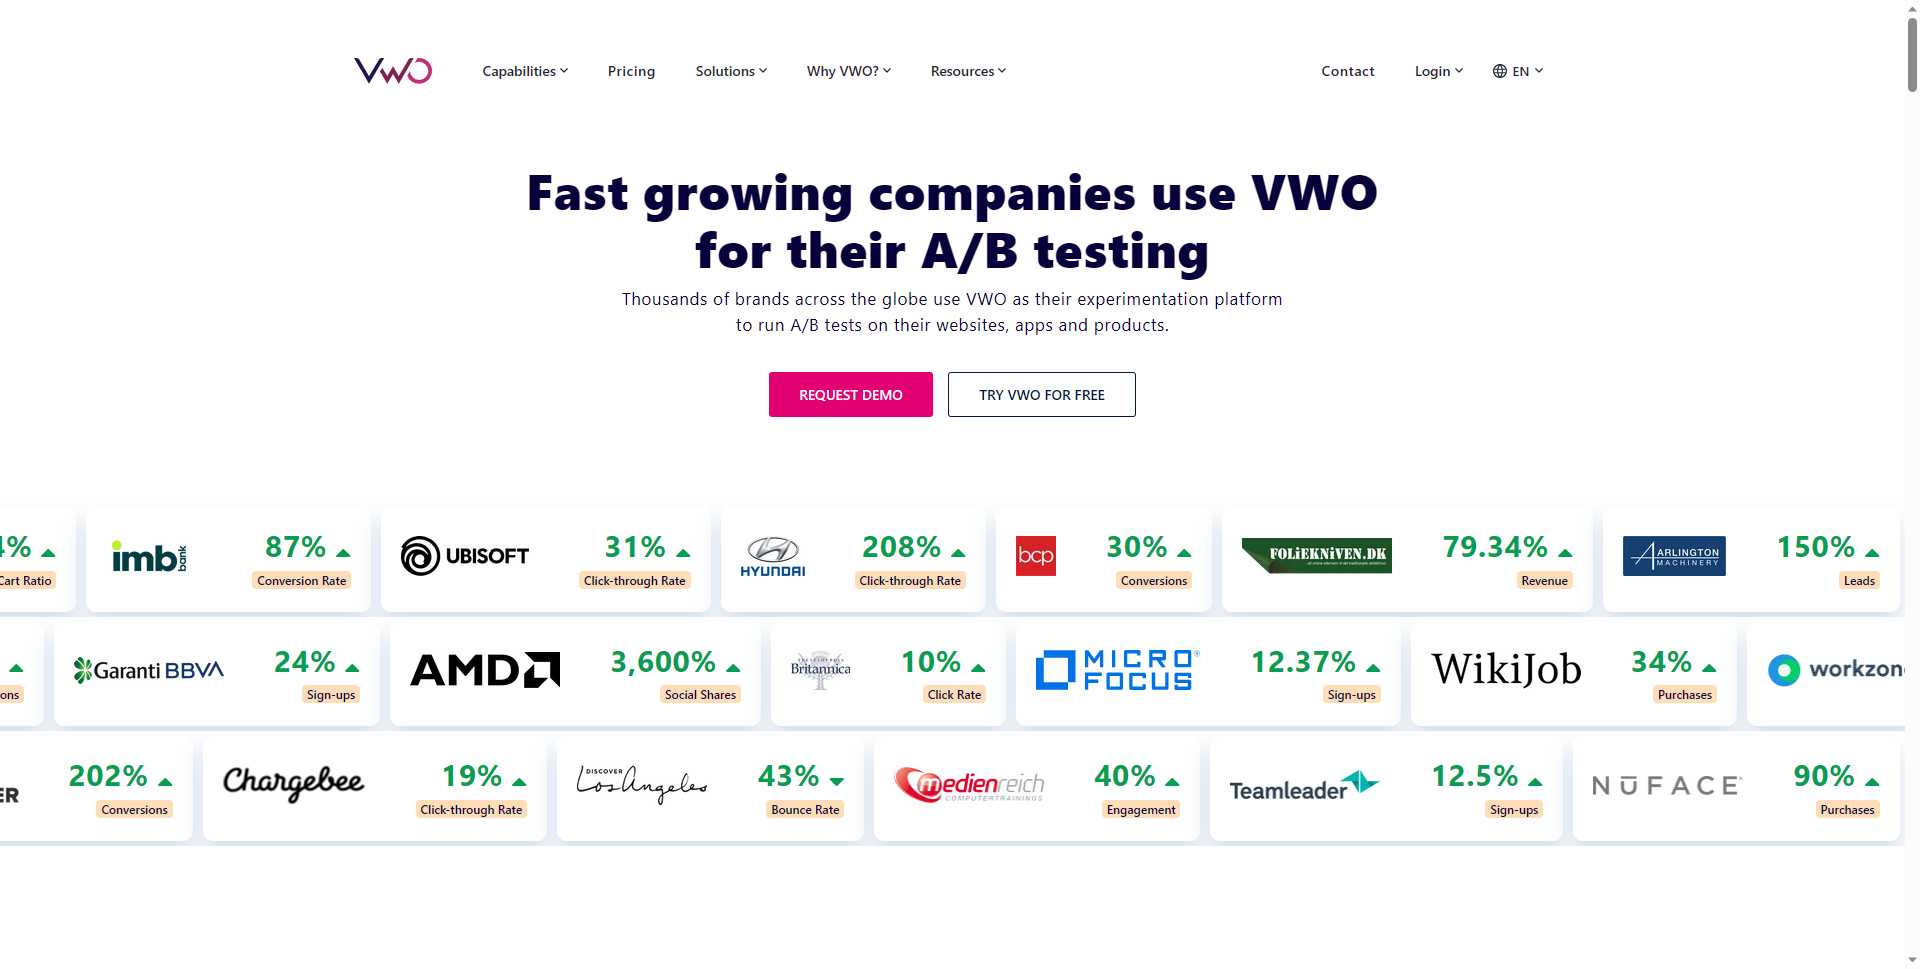 VWO
Capabilities
Pricing
Solutions
Why VWO?
Resources
Contact
Login
EN
Fast growing companies use VWO
for their A/B testing
Thousands of brands across the globe use VWO as their experimentation platform
to run A/B tests on their websites, apps and products.
REQUEST DEMO
TRY VWO FOR FREE
4%
Cart Ratio
imb bank
87%
Conversion Rate
UBISOFT
31%
Click-through Rate
HYUNDAI
208%
Click-through Rate
bcp
30%
Conversions
FOLiEKNiVEN.DK
79.34%
Revenue
ARLINGTON
MACHINERY
150%
Leads
ons
Garanti BBVA
24%
Sign-ups
AMD
3,600%
Social Shares
ENCYCLOPÆDIA
Britannica
10%
Click Rate
MICRO
FOCUS
12.37%
Sign-ups
WikiJob
34%
Purchases
workzon
ER
202%
Conversions
Chargebee
19%
Click-through Rate
DISCOVER
Los Angeles
43%
Bounce Rate
medienreich
COMPUTERTRAININGS
40%
Engagement
Teamleader
12.5%
Sign-ups
NŪFACE
90%
Purchases